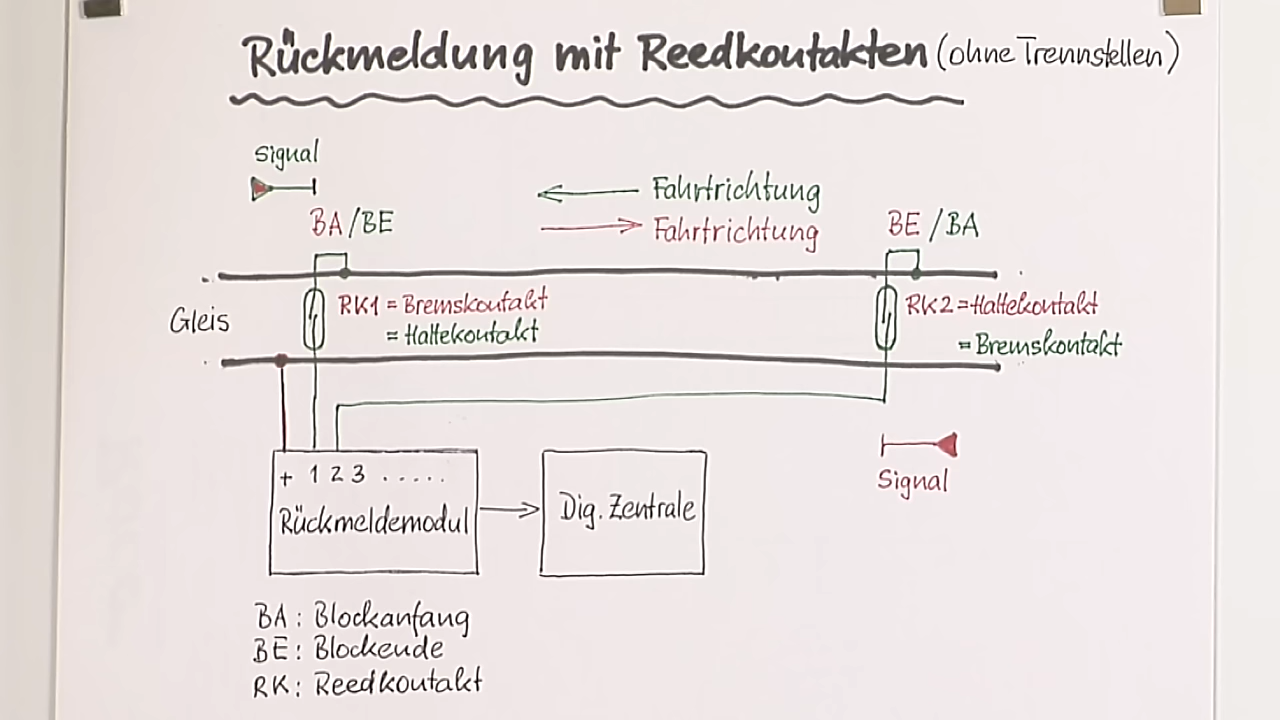 Rückmeldung mit Reedkontakten (ohne Trennstellen)
Signal
Fahrtrichtung
BA/BE
Fahrtrichtung
BE/BA
RK1 = Bremskontakt
= Haltekontakt
RK2 = Haltekontakt
= Bremskontakt
Gleis
Signal
+ 1 2 3 .....
Rückmeldemodul
Dig. Zentrale
BA: Blockanfang
BE: Blockende
RK: Reedkontakt